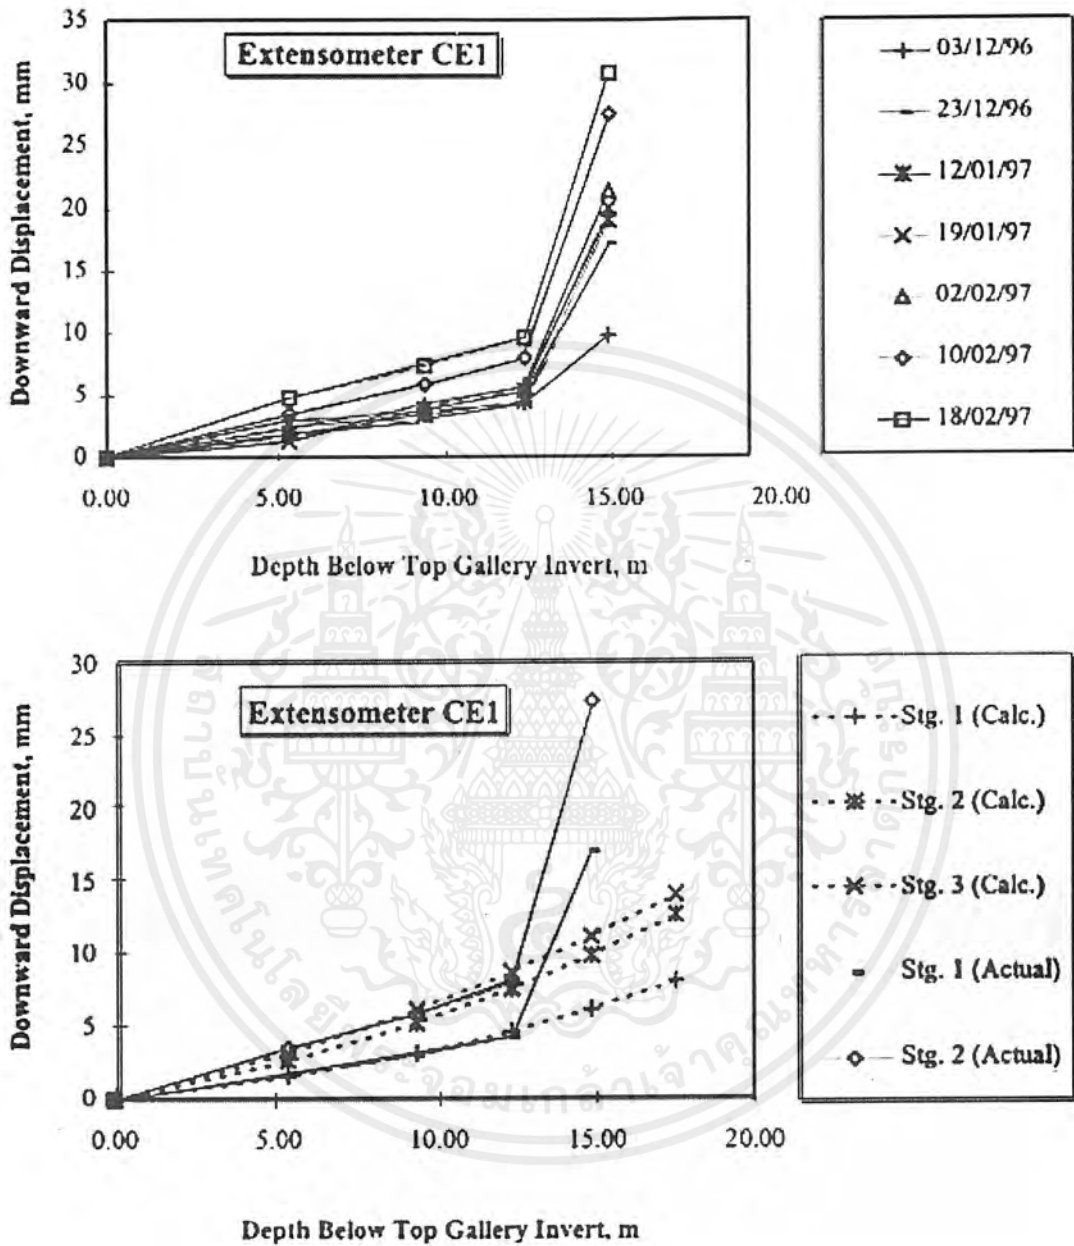 35
30
25
20
15
10
5
0
Extensometer CE1
Downward Displacement, mm
0.00 5.00 10.00 15.00 20.00
Depth Below Top Gallery Invert, m
03/12/96
23/12/96
12/01/97
19/01/97
02/02/97
10/02/97
18/02/97
30
25
20
15
10
5
0
Extensometer CE1
Downward Displacement, mm
0.00 5.00 10.00 15.00 20.00
Depth Below Top Gallery Invert, m
Stg. 1 (Calc.)
Stg. 2 (Calc.)
Stg. 3 (Calc.)
Stg. 1 (Actual)
Stg. 2 (Actual)